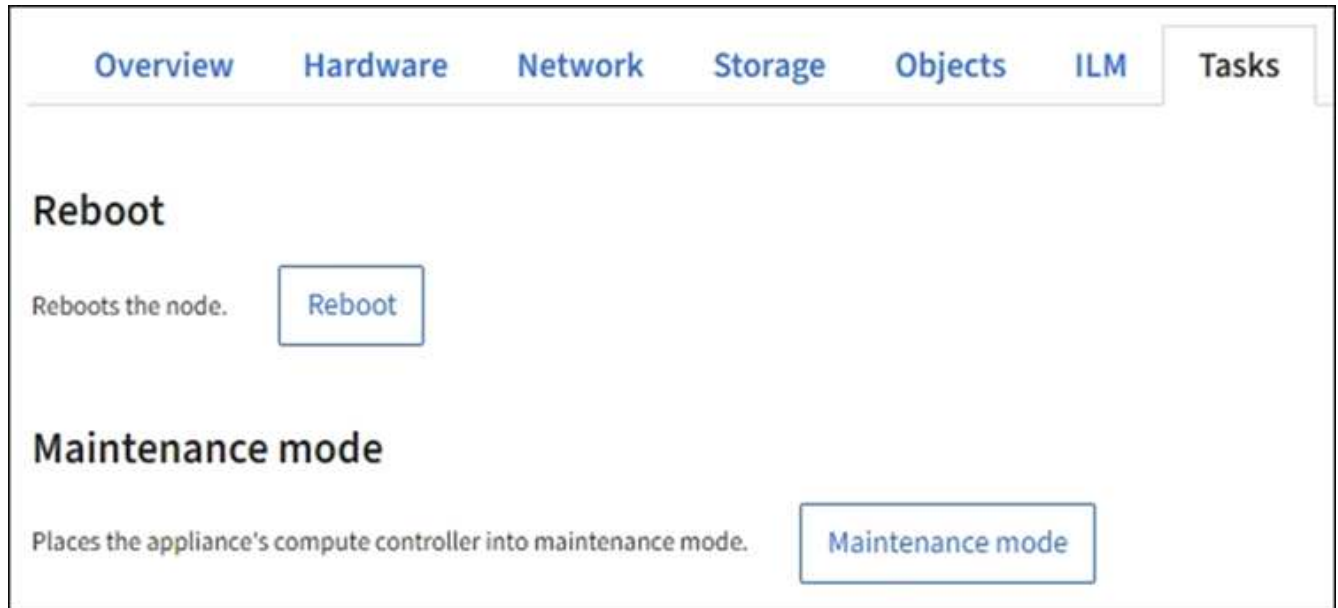 Overview Hardware Network Storage Objects ILM Tasks
Reboot
Reboots the node. Reboot
Maintenance mode
Places the appliance's compute controller into maintenance mode. Maintenance mode